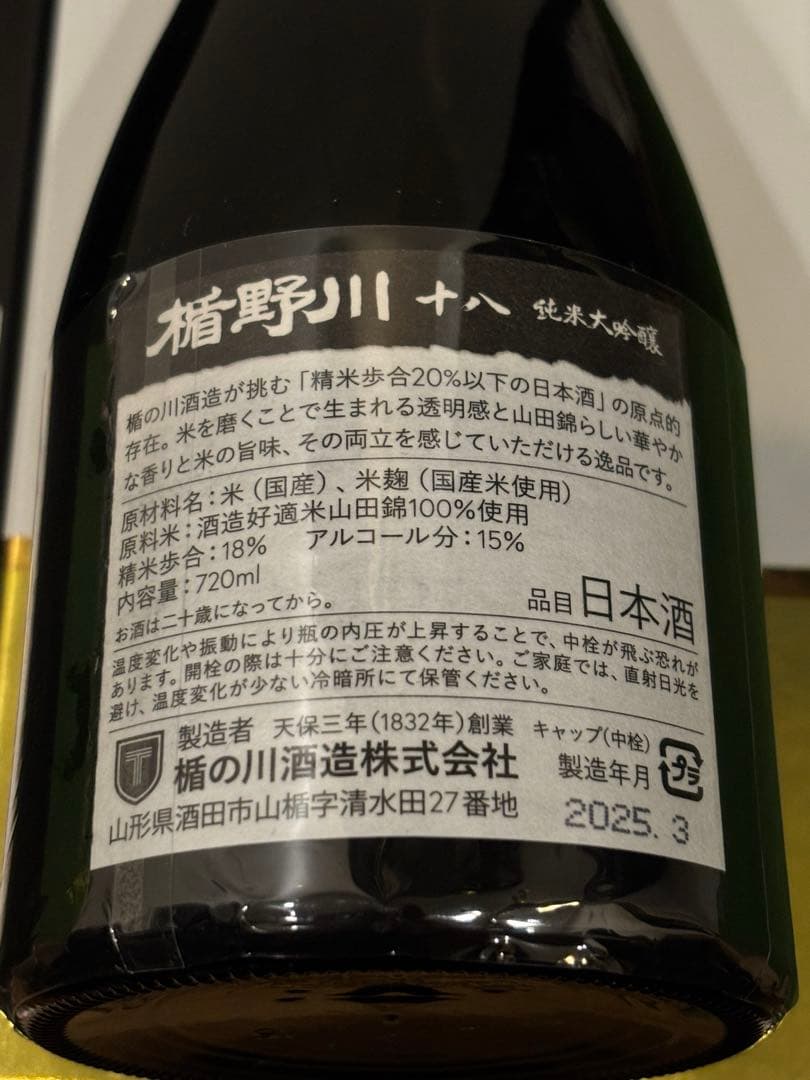 楯野川 十八 純米大吟醸
楯の川酒造が挑む「精米歩合20%以下の日本酒」の原点的
存在。米を磨くことで生まれる透明感と山田錦らしい華やか
な香りと米の旨味、その両立を感じていただける逸品です。
原材料名：米（国産）、米麹（国産米使用）
原料米：酒造好適米山田錦100%使用
精米歩合：18% アルコール分：15%
内容量：720ml
お酒は二十歳になってから。
品目 日本酒
温度変化や振動により瓶の内圧が上昇することで、中栓が飛ぶ恐れが
あります。開栓の際は十分にご注意ください。ご家庭では、直射日光を
避け、温度変化が少ない冷暗所にて保管ください。
製造者 天保三年(1832年)創業
楯の川酒造株式会社
山形県酒田市山楯字清水田27番地
キャップ(中栓)
プラ
製造年月
2025. 3